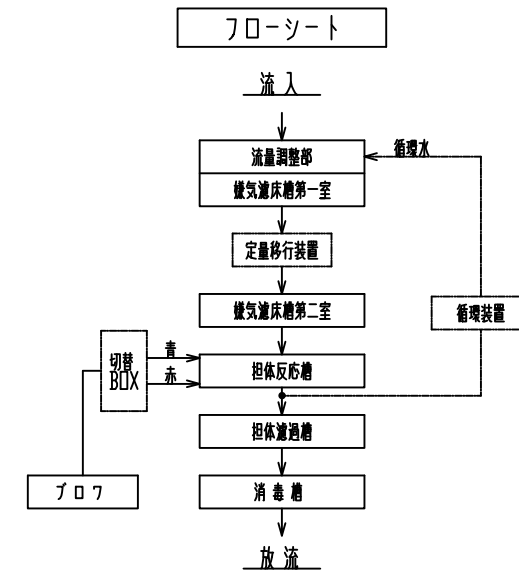 フローシート
流入
流量調整部
循環水
嫌気濾床槽第一室
定量移行装置
嫌気濾床槽第二室
循環装置
切替
BOX
青
赤
担体反応槽
担体濾過槽
ブロワ
消毒槽
放流